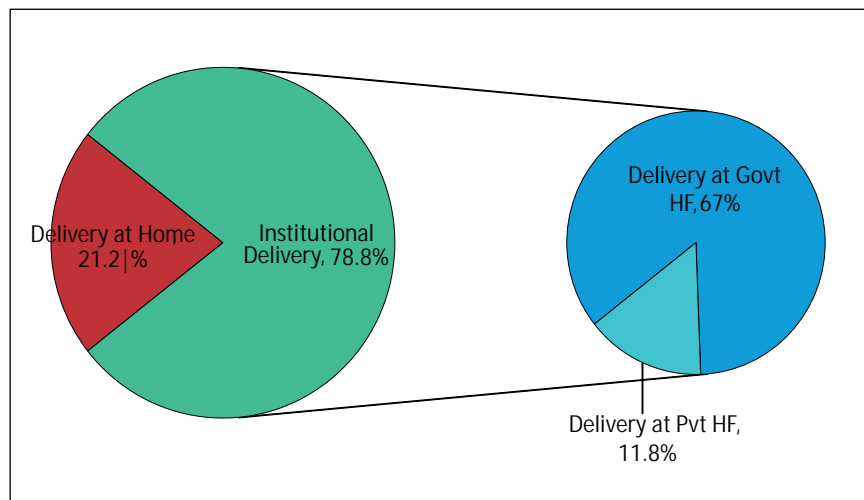 Delivery at Home
21.2|%
Institutional
Delivery, 78.8%
Delivery at Govt
HF, 67%
Delivery at Pvt HF,
11.8%